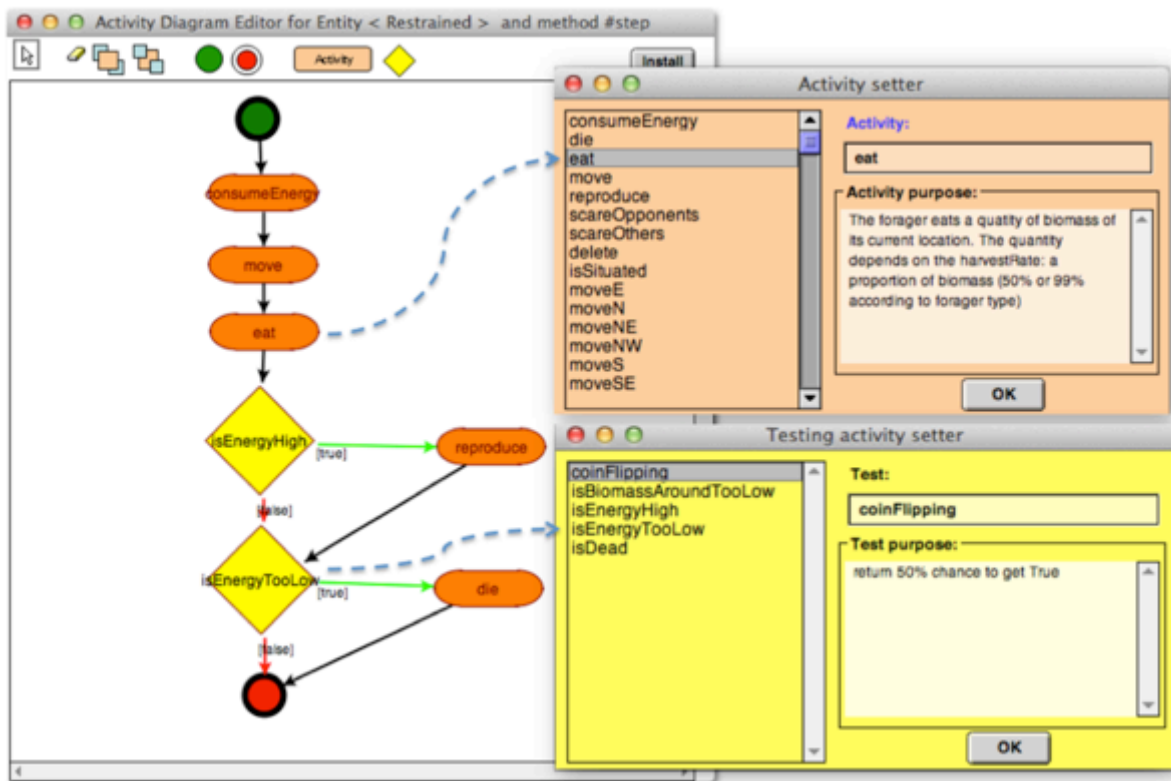 Activity Diagram Editor for Entity < Restrained > and method #step
Activity
Install
consumeEnergy
move
eat
isEnergyHigh
[true]
reproduce
[false]
isEnergyTooLow
[true]
die
[false]
Activity setter
consumeEnergy
die
eat
move
reproduce
scareOpponents
scareOthers
delete
isSituated
moveE
moveN
moveNE
moveNW
moveS
moveSE
Activity:
eat
Activity purpose:
The forager eats a quatity of biomass of
its current location. The quantity
depends on the harvestRate: a
proportion of biomass (50% or 99%
according to forager type)
OK
Testing activity setter
coinFlipping
isBiomassAroundTooLow
isEnergyHigh
isEnergyTooLow
isDead
Test:
coinFlipping
Test purpose:
return 50% chance to get True
OK